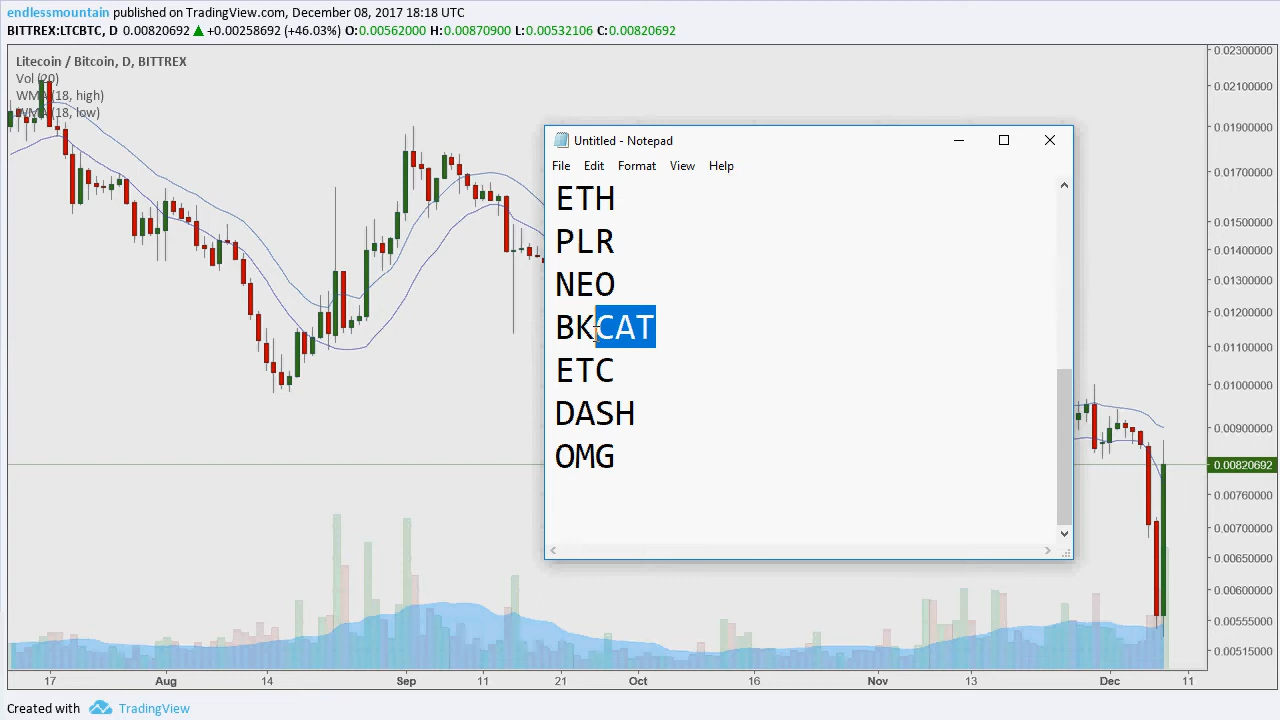 endlessmountain published on TradingView.com, December 08, 2017 18:18 UTC
BITTREX:LTCBTC, D 0.00820692 ▲ +0.00258692 (+46.03%) O:0.00562000 H:0.00870900 L:0.00532106 C:0.00820692
Litecoin / Bitcoin, D, BITTREX
Vol (20)
WMA (18, high)
WMA (18, low)
Untitled - Notepad
File Edit Format View Help
ETH
PLR
NEO
BKCAT
ETC
DASH
OMG
0.02300000
0.02100000
0.01900000
0.01700000
0.01500000
0.01400000
0.01300000
0.01200000
0.01100000
0.01000000
0.00900000
0.00820692
0.00760000
0.00700000
0.00650000
0.00600000
0.00555000
0.00515000
17 Aug 14 Sep 11 21 Oct 16 Nov 13 Dec 11
Created with TradingView